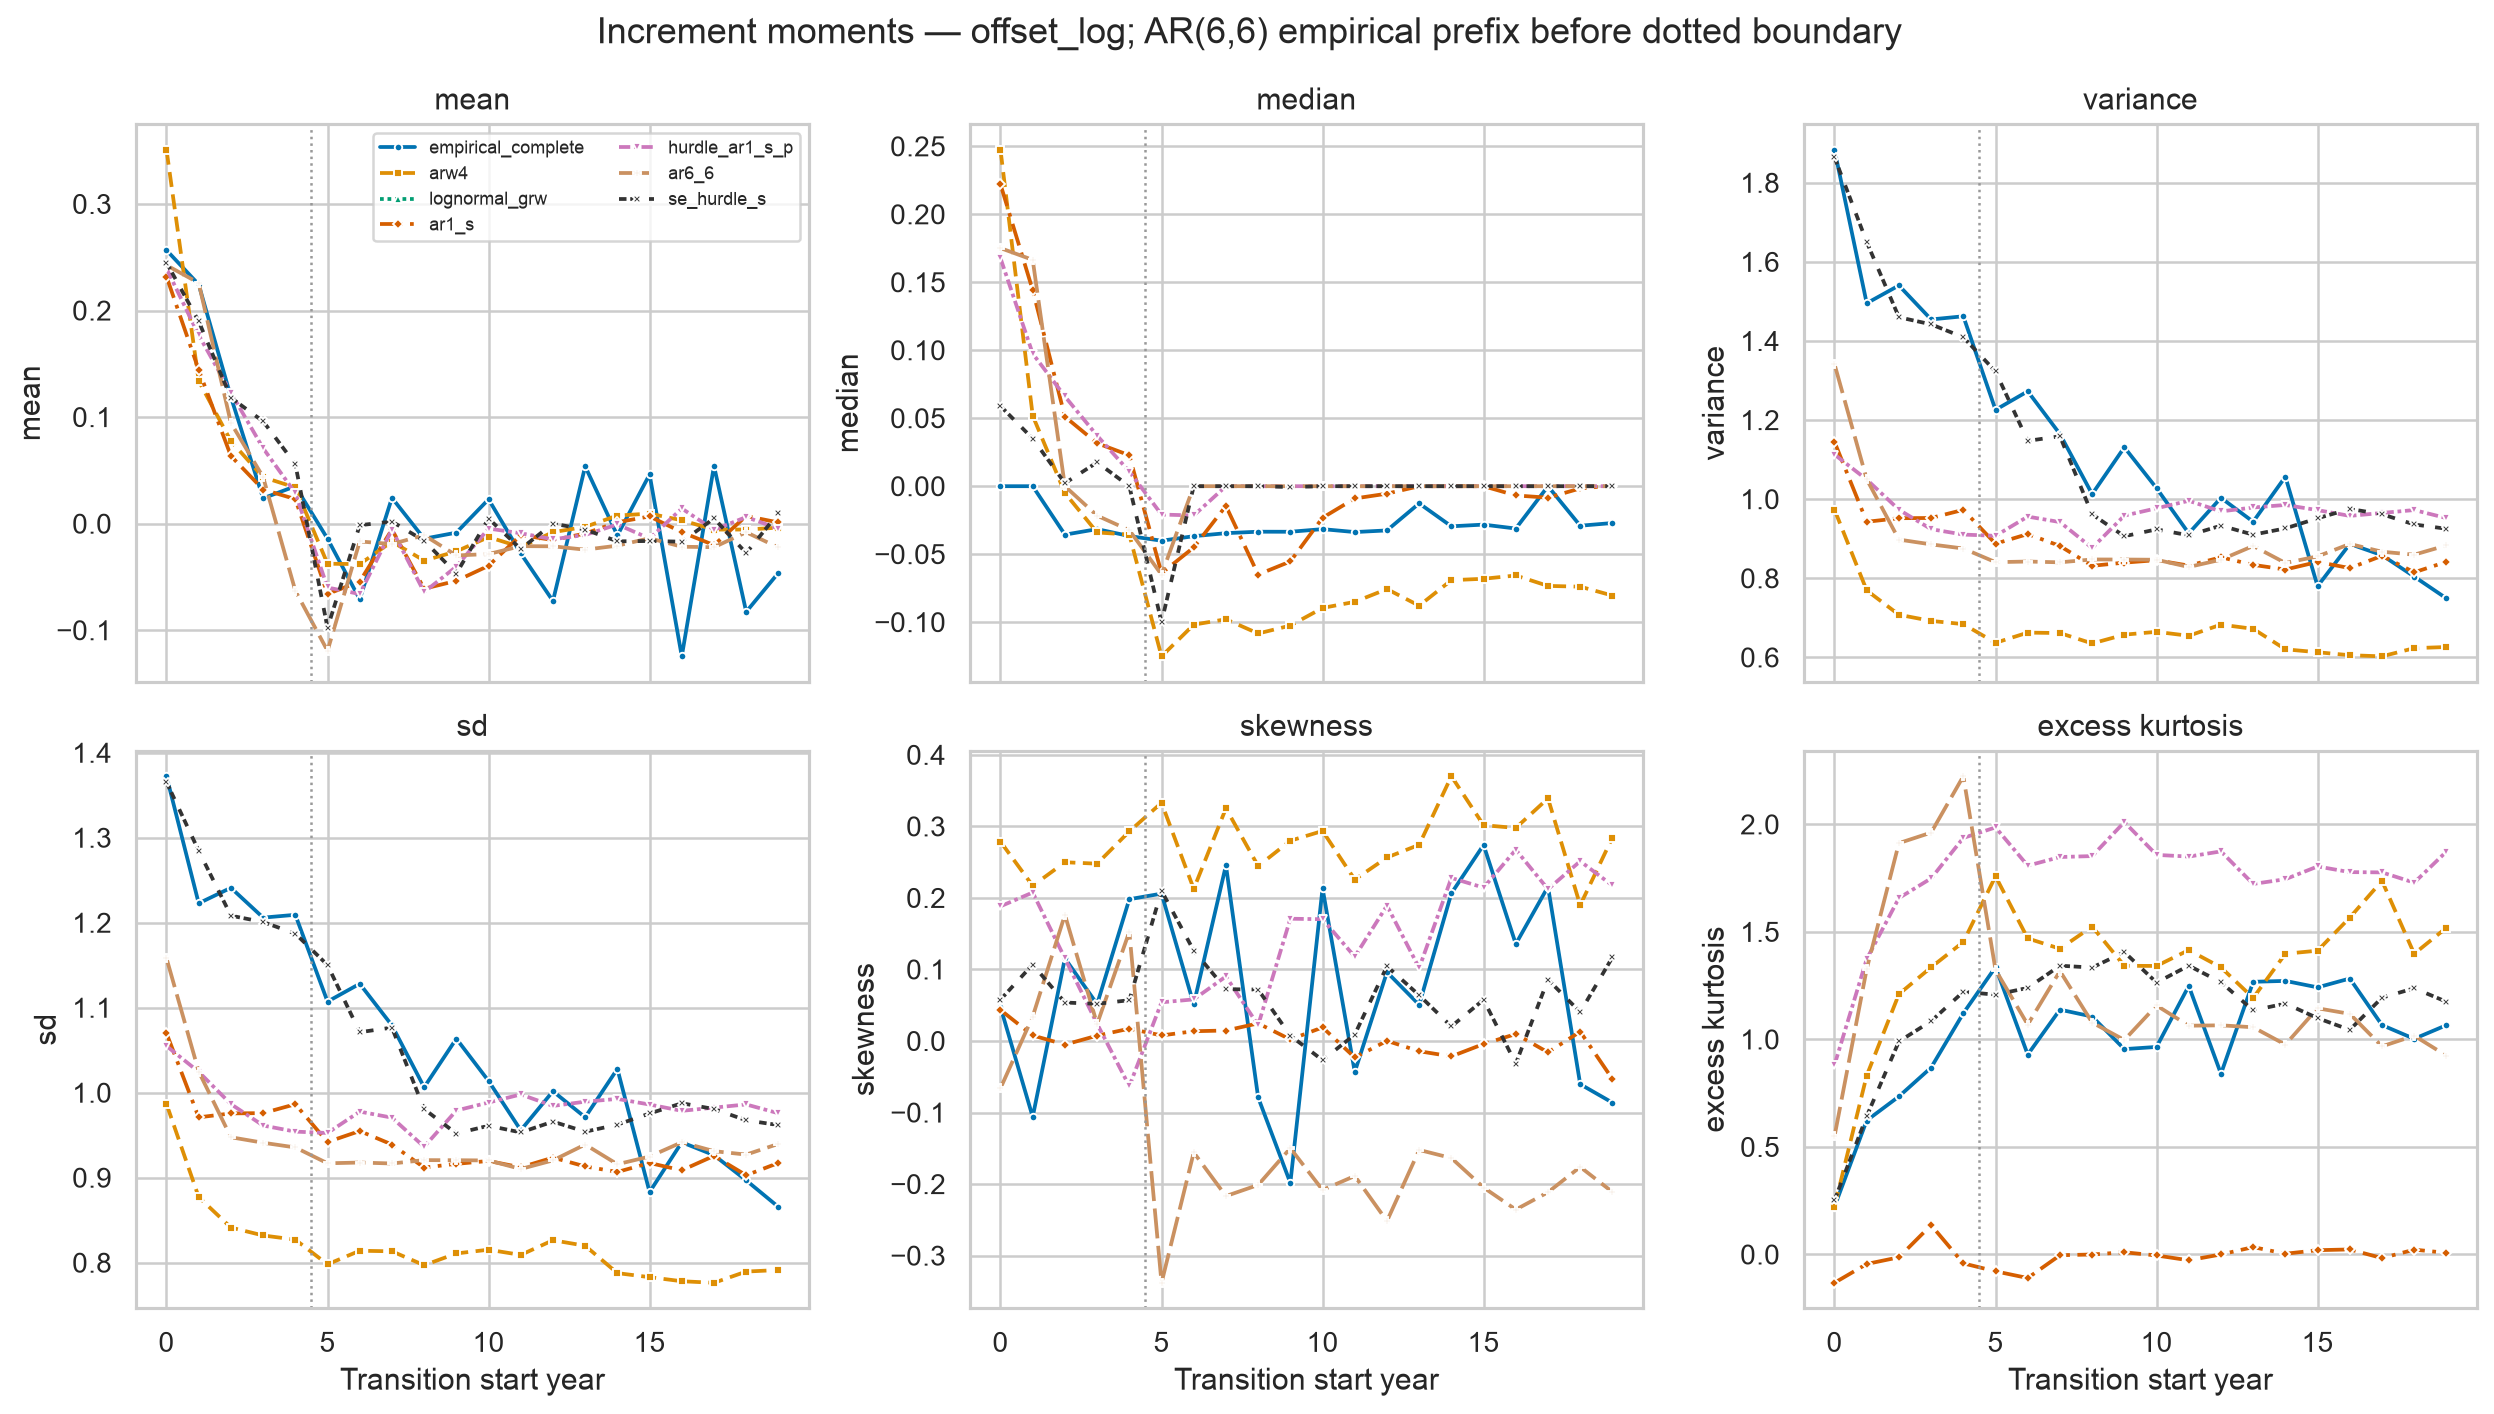 Increment moments — offset_log; AR(6,6) empirical prefix before dotted boundary
mean
mean
0.3
0.2
0.1
0.0
−0.1
empirical_complete
arw4
lognormal_grw
ar1_s
hurdle_ar1_s_p
ar6_6
se_hurdle_s
median
median
0.25
0.20
0.15
0.10
0.05
0.00
−0.05
−0.10
variance
variance
1.8
1.6
1.4
1.2
1.0
0.8
0.6
sd
sd
1.4
1.3
1.2
1.1
1.0
0.9
0.8
0
5
10
15
Transition start year
skewness
skewness
0.4
0.3
0.2
0.1
0.0
−0.1
−0.2
−0.3
0
5
10
15
Transition start year
excess kurtosis
excess kurtosis
2.0
1.5
1.0
0.5
0.0
0
5
10
15
Transition start year